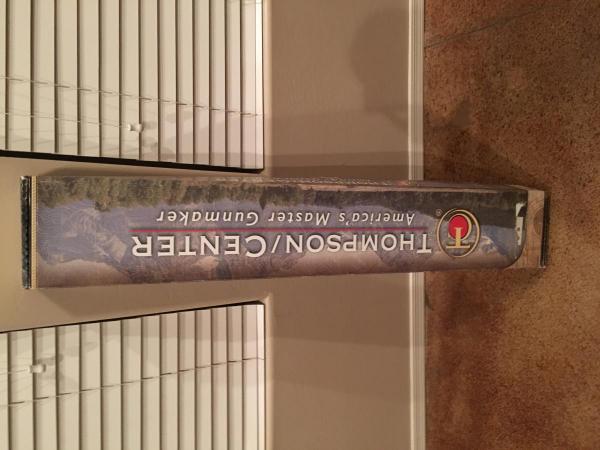 THOMPSON/CENTER
America's Master Gunmaker